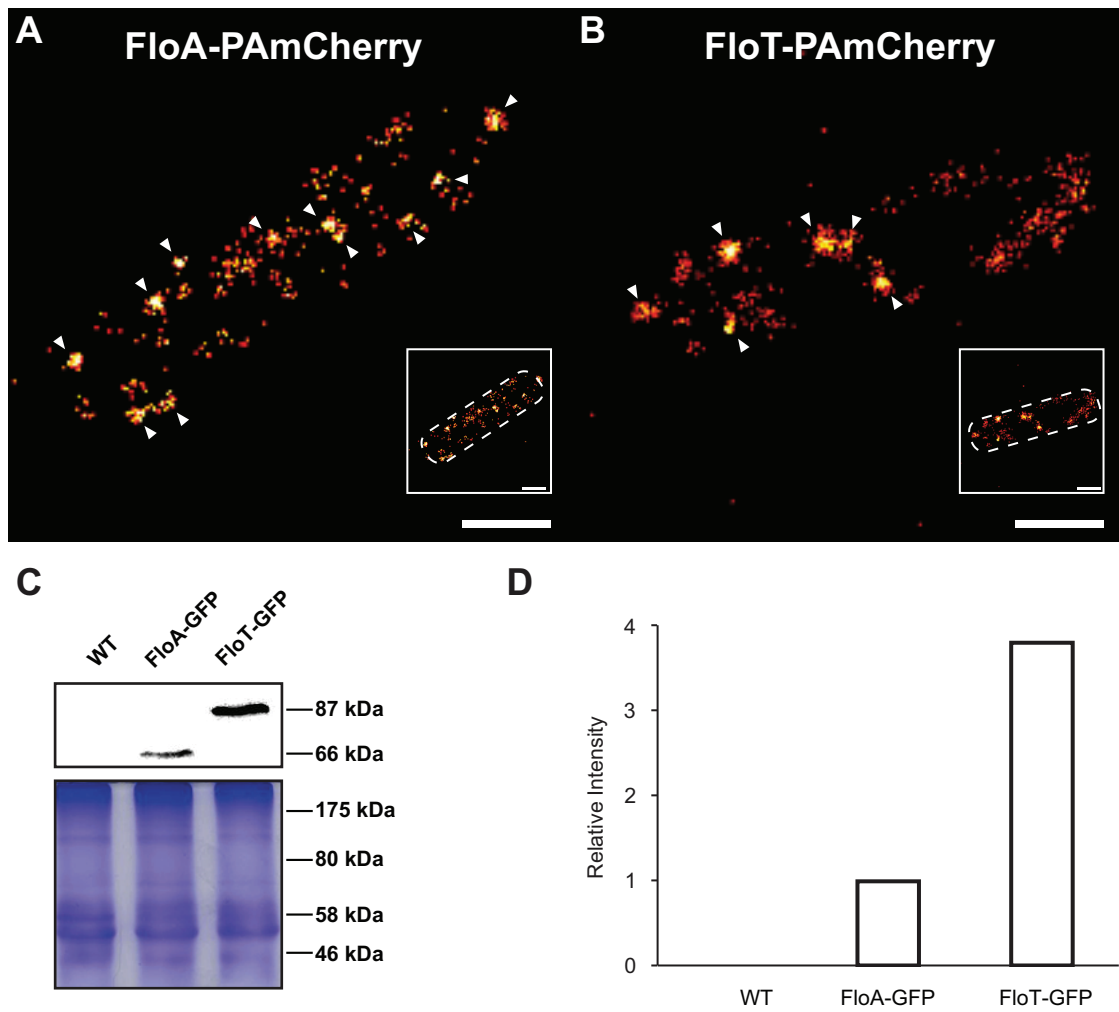 A
FloA-PAmCherry
B
FloT-PAmCherry
C
WT
FloA-GFP
FloT-GFP
87 kDa
66 kDa
175 kDa
80 kDa
58 kDa
46 kDa
D
Relative Intensity
4
3
2
1
0
WT
FloA-GFP
FloT-GFP